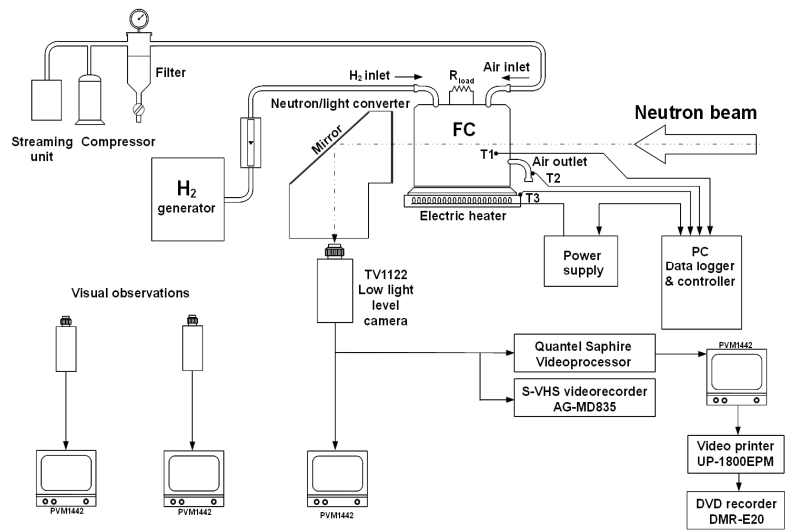 Filter
Streaming
unit
Compressor
H2 inlet
Rload
Air inlet
Neutron/light converter
Mirror
FC
Neutron beam
T1
Air outlet
T2
T3
Electric heater
H2
generator
Power
supply
PC
Data logger
& controller
TV1122
Low light
level
camera
Visual observations
Quantel Saphire
Videoprocessor
PVM1442
S-VHS videorecorder
AG-MD835
Video printer
UP-1800EPM
DVD recorder
DMR-E20
PVM1442
PVM1442
PVM1442